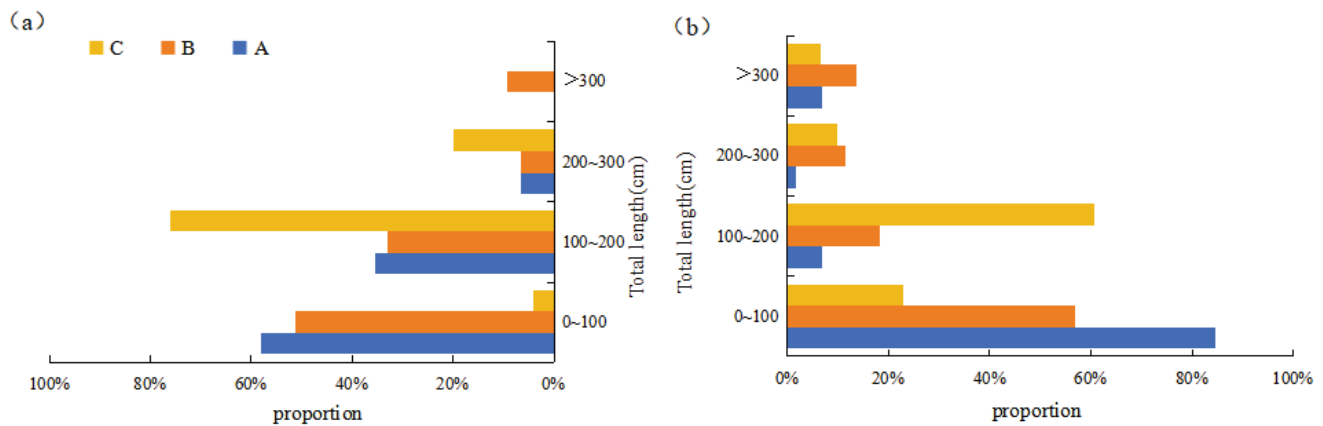 (a)
C B A
>300
200~300
100~200
0~100
Total length(cm)
100% 80% 60% 40% 20% 0%
proportion
(b)
>300
200~300
100~200
0~100
Total length(cm)
0% 20% 40% 60% 80% 100%
proportion